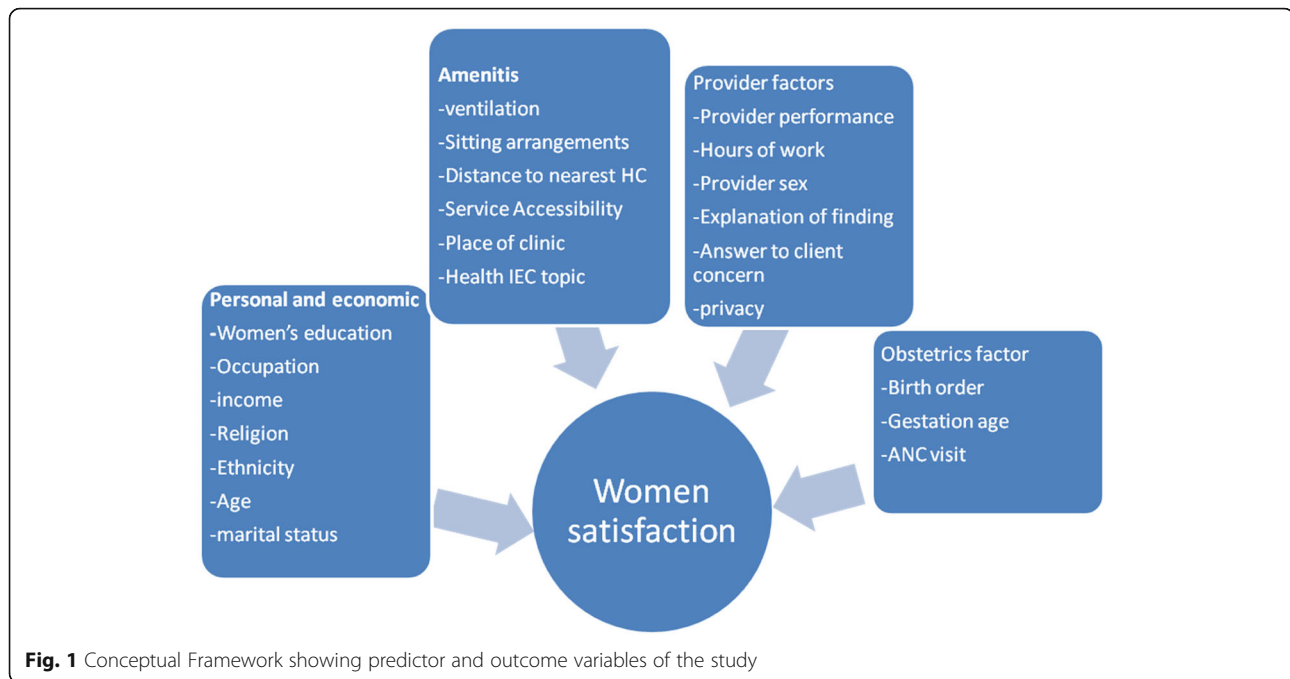 Amenitis
-ventilation
-Sitting arrangements
-Distance to nearest HC
-Service Accessibility
-Place of clinic
-Health IEC topic
Provider factors
-Provider performance
-Hours of work
-Provider sex
-Explanation of finding
-Answer to client
concern
-privacy
Personal and economic
-Women's education
-Occupation
-income
-Religion
-Ethnicity
-Age
-marital status
Obstetrics factor
-Birth order
-Gestation age
-ANC visit
Women
satisfaction
Fig. 1 Conceptual Framework showing predictor and outcome variables of the study